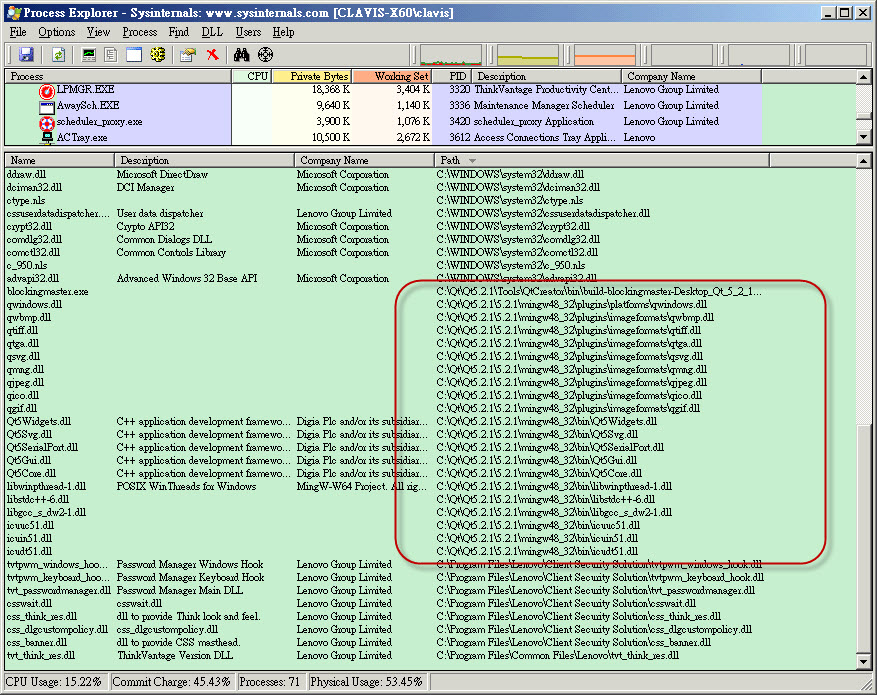 Process Explorer - Sysinternals: www.sysinternals.com [CLAVIS-X60\clavis]
File Options View Process Find DLL Users Help
Process CPU Private Bytes Working Set PID Description Company Name
LPMGR.EXE 18,368 K 3,404 K 3320 ThinkVantage Productivity Cent... Lenovo Group Limited
AwaySch.EXE 9,640 K 1,140 K 3336 Maintenance Manager Scheduler Lenovo Group Limited
scheduler_proxy.exe 3,900 K 1,076 K 3420 scheduler_proxy Application Lenovo Group Limited
ACTray.exe 10,500 K 2,672 K 3612 Access Connections Tray Appli... Lenovo
Name Description Company Name Path
ddraw.dll Microsoft DirectDraw Microsoft Corporation C:\WINDOWS\system32\ddraw.dll
dciman32.dll DCI Manager Microsoft Corporation C:\WINDOWS\system32\dciman32.dll
ctype.nls C:\WINDOWS\system32\ctype.nls
cssuserdatadispatcher.... User data dispatcher Lenovo Group Limited C:\WINDOWS\system32\cssuserdatadispatcher.dll
crypt32.dll Crypto API32 Microsoft Corporation C:\WINDOWS\system32\crypt32.dll
comdlg32.dll Common Dialogs DLL Microsoft Corporation C:\WINDOWS\system32\comdlg32.dll
comctl32.dll Common Controls Library Microsoft Corporation C:\WINDOWS\system32\comctl32.dll
c_950.nls C:\WINDOWS\system32\c_950.nls
advapi32.dll Advanced Windows 32 Base API Microsoft Corporation C:\WINDOWS\system32\advapi32.dll
blockingmaster.exe C:\Qt\Qt5.2.1\Tools\QtCreator\bin\build-blockingmaster-Desktop_Qt_5_2_1...
qwindows.dll C:\Qt\Qt5.2.1\5.2.1\mingw48_32\plugins\platforms\qwindows.dll
qwbmp.dll C:\Qt\Qt5.2.1\5.2.1\mingw48_32\plugins\imageformats\qwbmp.dll
qtiff.dll C:\Qt\Qt5.2.1\5.2.1\mingw48_32\plugins\imageformats\qtiff.dll
qtga.dll C:\Qt\Qt5.2.1\5.2.1\mingw48_32\plugins\imageformats\qtga.dll
qsvg.dll C:\Qt\Qt5.2.1\5.2.1\mingw48_32\plugins\imageformats\qsvg.dll
qmng.dll C:\Qt\Qt5.2.1\5.2.1\mingw48_32\plugins\imageformats\qmng.dll
qjpeg.dll C:\Qt\Qt5.2.1\5.2.1\mingw48_32\plugins\imageformats\qjpeg.dll
qico.dll C:\Qt\Qt5.2.1\5.2.1\mingw48_32\plugins\imageformats\qico.dll
qgif.dll C:\Qt\Qt5.2.1\5.2.1\mingw48_32\plugins\imageformats\qgif.dll
Qt5Widgets.dll C++ application development framewo... Digia Plc and/or its subsidiar... C:\Qt\Qt5.2.1\5.2.1\mingw48_32\bin\Qt5Widgets.dll
Qt5Svg.dll C++ application development framewo... Digia Plc and/or its subsidiar... C:\Qt\Qt5.2.1\5.2.1\mingw48_32\bin\Qt5Svg.dll
Qt5SerialPort.dll C++ application development framewo... Digia Plc and/or its subsidiar... C:\Qt\Qt5.2.1\5.2.1\mingw48_32\bin\Qt5SerialPort.dll
Qt5Gui.dll C++ application development framewo... Digia Plc and/or its subsidiar... C:\Qt\Qt5.2.1\5.2.1\mingw48_32\bin\Qt5Gui.dll
Qt5Core.dll C++ application development framewo... Digia Plc and/or its subsidiar... C:\Qt\Qt5.2.1\5.2.1\mingw48_32\bin\Qt5Core.dll
libwinpthread-1.dll POSIX WinThreads for Windows MingW-W64 Project. All rig... C:\Qt\Qt5.2.1\5.2.1\mingw48_32\bin\libwinpthread-1.dll
libstdc++-6.dll C:\Qt\Qt5.2.1\5.2.1\mingw48_32\bin\libstdc++-6.dll
libgcc_s_dw2-1.dll C:\Qt\Qt5.2.1\5.2.1\mingw48_32\bin\libgcc_s_dw2-1.dll
icuuc51.dll C:\Qt\Qt5.2.1\5.2.1\mingw48_32\bin\icuuc51.dll
icuin51.dll C:\Qt\Qt5.2.1\5.2.1\mingw48_32\bin\icuin51.dll
icudt51.dll C:\Qt\Qt5.2.1\5.2.1\mingw48_32\bin\icudt51.dll
tvtpwm_windows_hoo... Password Manager Windows Hook Lenovo Group Limited C:\Program Files\Lenovo\Client Security Solution\tvtpwm_windows_hook.dll
tvtpwm_keyboard_hoo... Password Manager Keyboard Hook Lenovo Group Limited C:\Program Files\Lenovo\Client Security Solution\tvtpwm_keyboard_hook.dll
tvt_passwordmanager.dll Password Manager Main DLL Lenovo Group Limited C:\Program Files\Lenovo\Client Security Solution\tvt_passwordmanager.dll
csswait.dll csswait.dll Lenovo Group Limited C:\Program Files\Lenovo\Client Security Solution\csswait.dll
css_think_res.dll dll to provide Think look and feel. Lenovo Group Limited C:\Program Files\Lenovo\Client Security Solution\css_think_res.dll
css_dlgcustompolicy.dll css_dlgcustompolicy.dll Lenovo Group Limited C:\Program Files\Lenovo\Client Security Solution\css_dlgcustompolicy.dll
css_banner.dll dll to provide CSS masthead. Lenovo Group Limited C:\Program Files\Lenovo\Client Security Solution\css_banner.dll
tvt_think_res.dll ThinkVantage Version DLL Lenovo Group Limited C:\Program Files\Common Files\Lenovo\tvt_think_res.dll
CPU Usage: 15.22% Commit Charge: 45.43% Processes: 71 Physical Usage: 53.45%